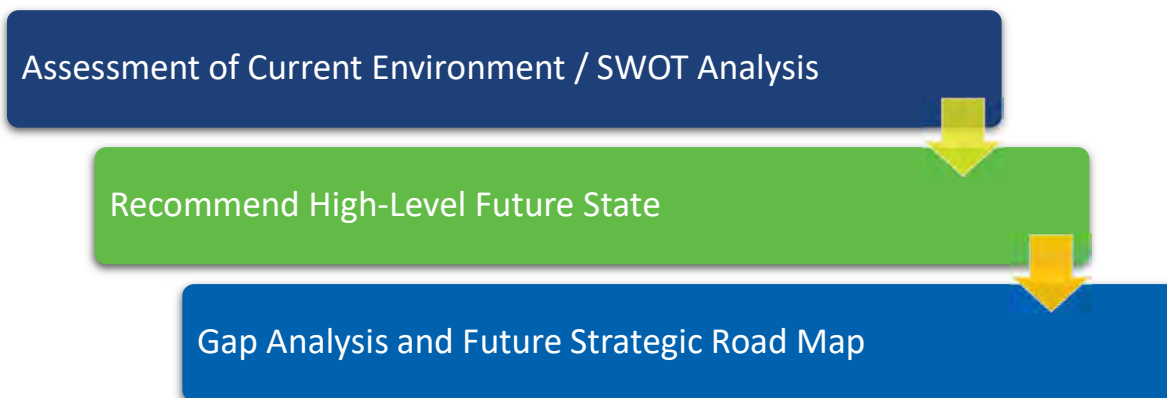 Assessment of Current Environment / SWOT Analysis
Recommend High-Level Future State
Gap Analysis and Future Strategic Road Map